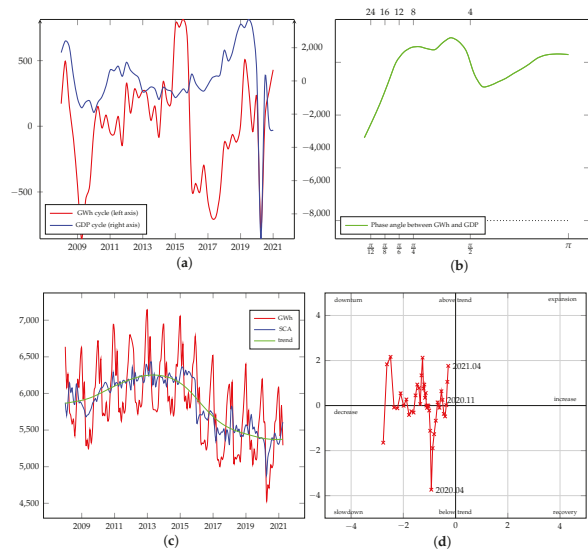 500
0
−500
2,000
0
−2,000
−4,000
−6,000
−8,000
GWh cycle (left axis)
GDP cycle (right axis)
2009 2011 2013 2015 2017 2019 2021
(a)
24 16 12 8 4
Phase angle between GWh and GDP
π/12 π/8 π/6 π/4 π/2 π
(b)
7,000
6,500
6,000
5,500
5,000
4,500
GWh
SCA
trend
2009 2011 2013 2015 2017 2019 2021
(c)
downturn above trend expansion
4
2
0
−2
−4
2021.04
2020.11
increase
decrease
2020.04
slowdown below trend recovery
−4 −2 0 2 4
(d)